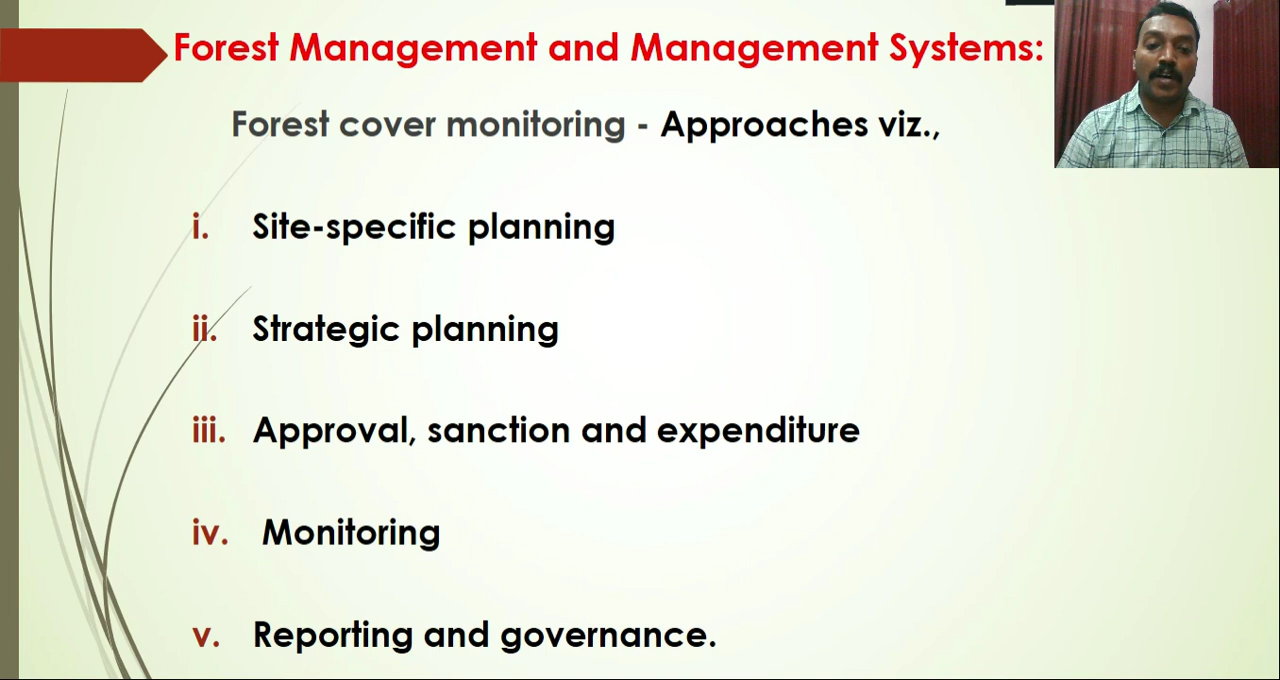 Forest Management and Management Systems:
Forest cover monitoring - Approaches viz.,
i. Site-specific planning
ii. Strategic planning
iii. Approval, sanction and expenditure
iv. Monitoring
v. Reporting and governance.